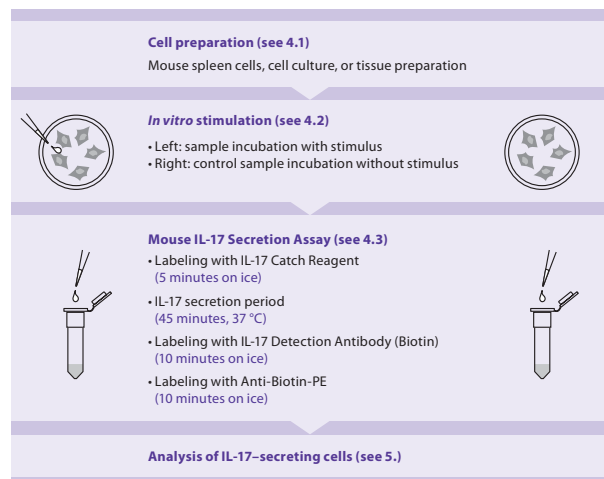 Cell preparation (see 4.1)
Mouse spleen cells, cell culture, or tissue preparation
In vitro stimulation (see 4.2)
• Left: sample incubation with stimulus
• Right: control sample incubation without stimulus
Mouse IL-17 Secretion Assay (see 4.3)
• Labeling with IL-17 Catch Reagent
(5 minutes on ice)
• IL-17 secretion period
(45 minutes, 37 °C)
• Labeling with IL-17 Detection Antibody (Biotin)
(10 minutes on ice)
• Labeling with Anti-Biotin-PE
(10 minutes on ice)
Analysis of IL-17–secreting cells (see 5.)